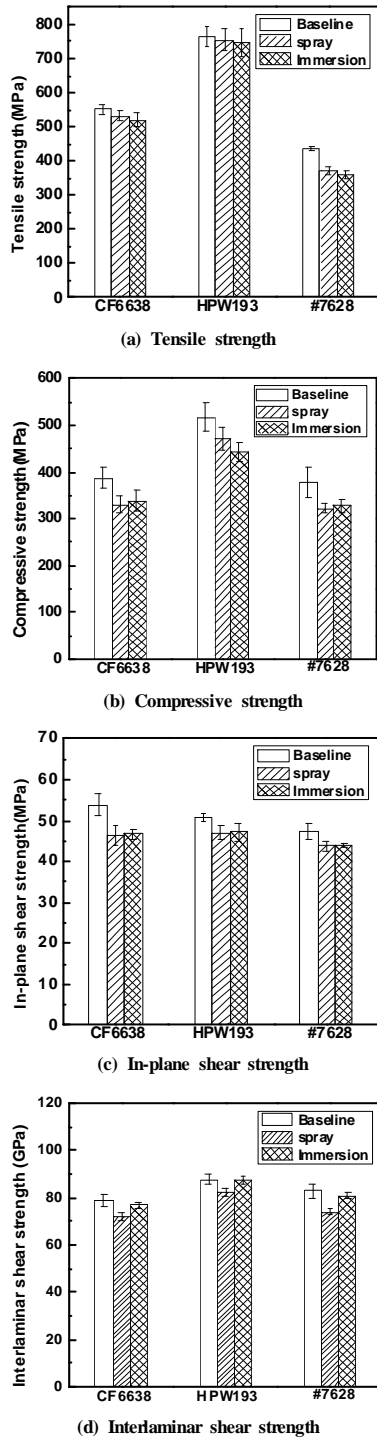 800
700
600
500
400
300
200
100
0
Tensile strength(MPa)
Baseline
spray
Immersion
CF6638 HPW193 #7628
(a) Tensile strength
600
500
400
300
200
100
0
Compressive strength(MPa)
Baseline
spray
Immersion
CF6638 HPW193 #7628
(b) Compressive strength
70
60
50
40
30
20
10
0
In-plane shear strength(MPa)
Baseline
spray
Immersion
CF6638 HPW193 #7628
(c) In-plane shear strength
120
100
80
60
40
20
0
Interlaminar shear strength (GPa)
Baseline
spray
Immersion
CF6638 HPW193 #7628
(d) Interlaminar shear strength